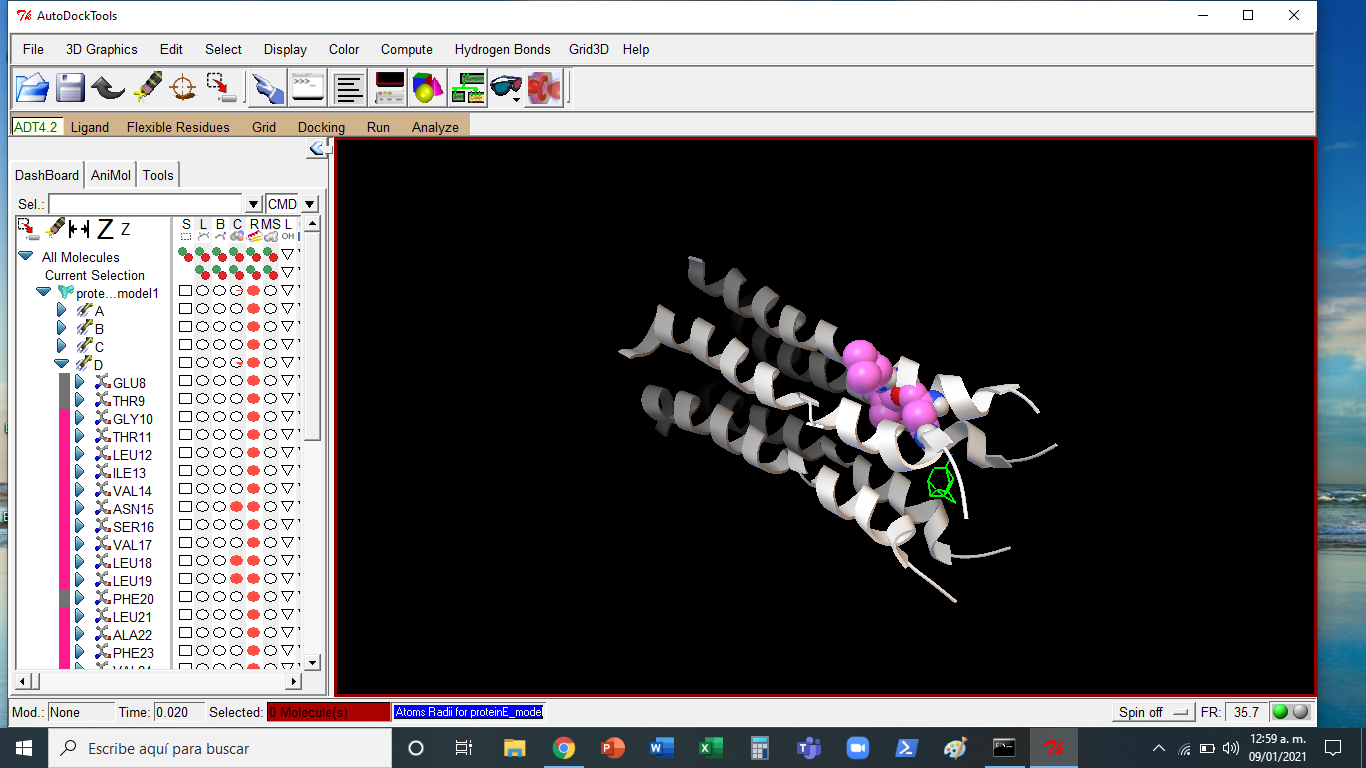 AutoDockTools
File 3D Graphics Edit Select Display Color Compute Hydrogen Bonds Grid3D Help
>>>_
ADT4.2 Ligand Flexible Residues Grid Docking Run Analyze
DashBoard AniMol Tools
Sel.: CMD
Z Z S L B C R MS L
OH
All Molecules
Current Selection
prote...model1
A
B
C
D
GLU8
THR9
GLY10
THR11
LEU12
ILE13
VAL14
ASN15
SER16
VAL17
LEU18
LEU19
PHE20
LEU21
ALA22
PHE23
Mod.: None Time: 0.020 Selected: 0 Molecule(s) Atoms Radii for proteinE_model Spin off FR: 35.7
Escribe aquí para buscar
12:59 a. m.
09/01/2021